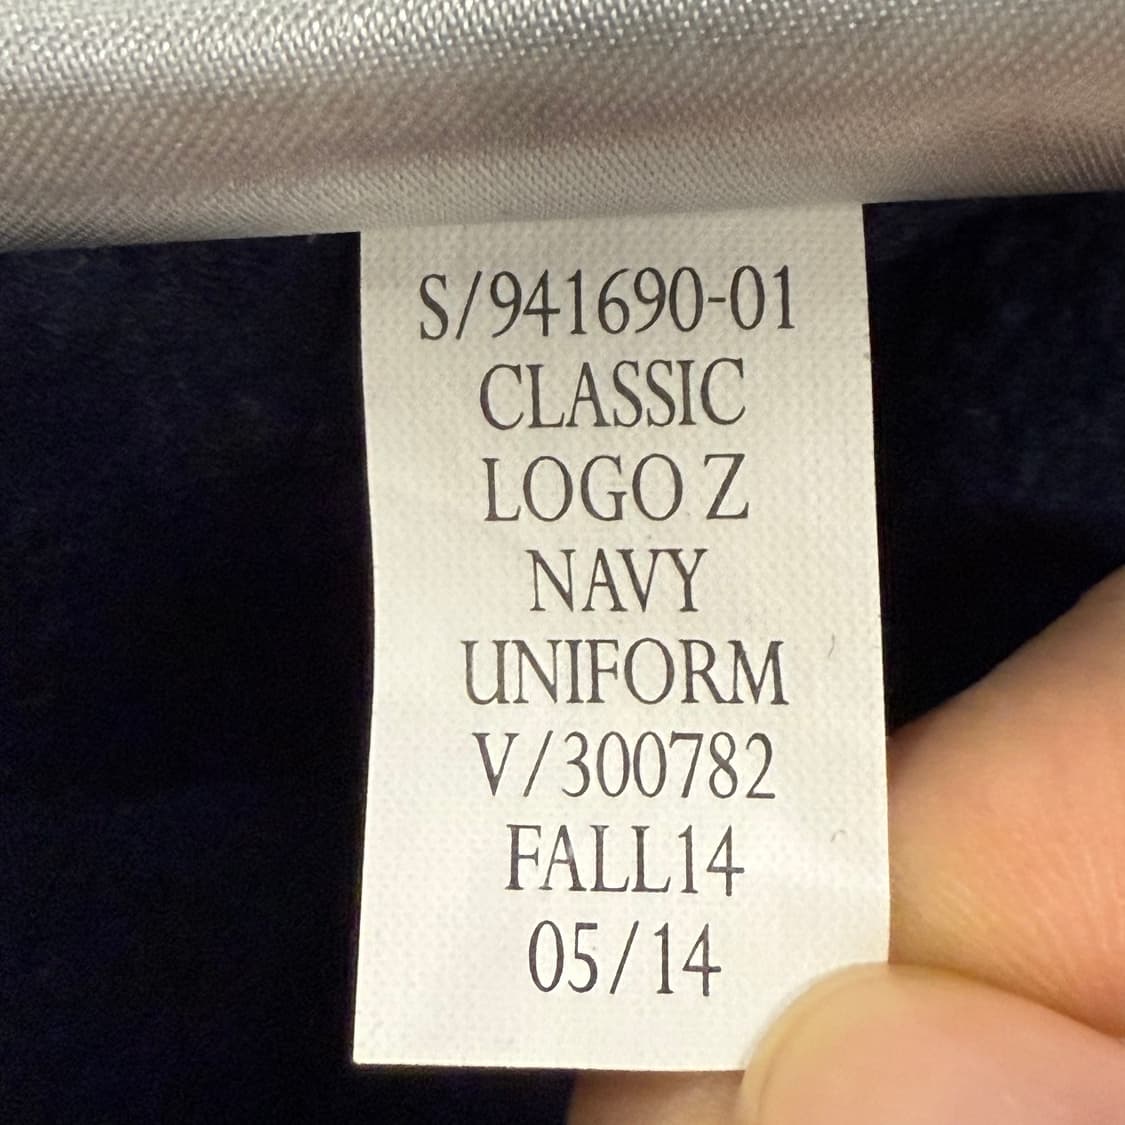 S/941690-01
CLASSIC
LOGO Z
NAVY
UNIFORM
V/300782
FALL14
05/14